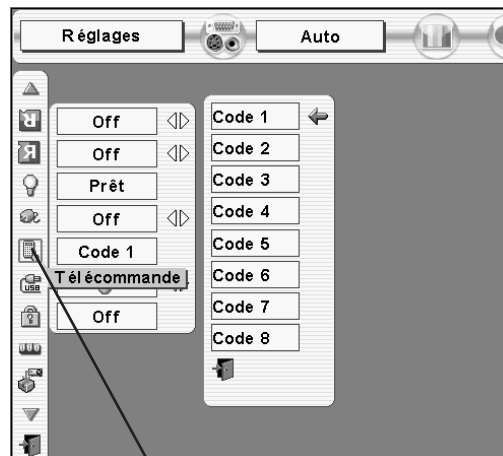 Réglages
Auto
Off
Off
Prêt
Off
Code 1
Télécommande
Off
Code 1
Code 2
Code 3
Code 4
Code 5
Code 6
Code 7
Code 8
USB